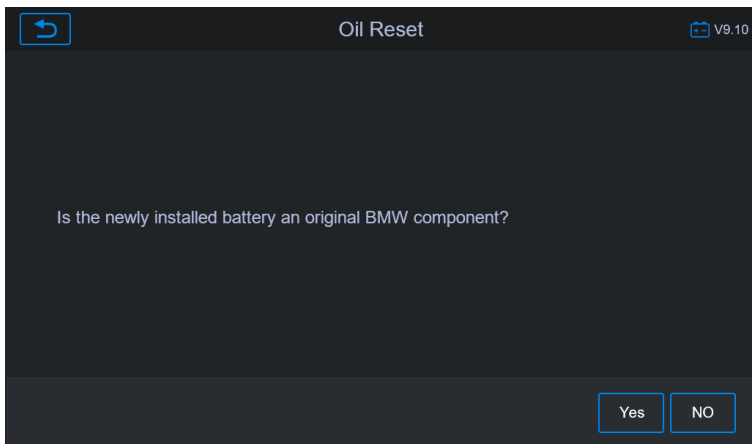 Oil Reset
V9.10
Is the newly installed battery an original BMW component?
Yes
NO